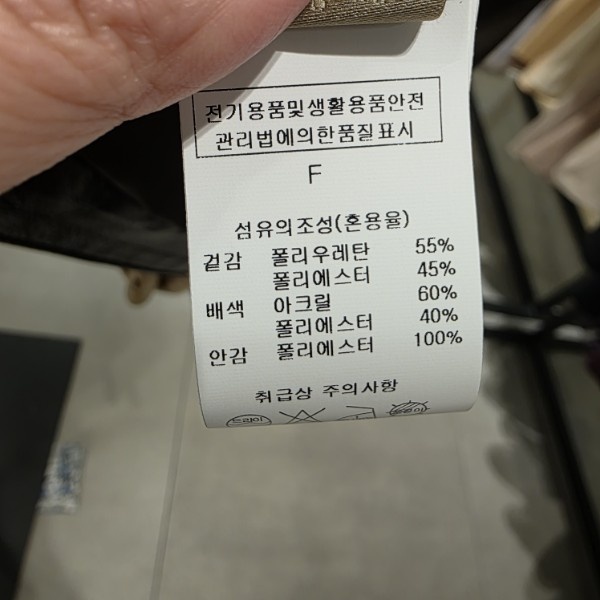 전기용품및생활용품안전
관리법에의한품질표시
F
섬유의조성(혼용율)
겉감 폴리우레탄 55%
폴리에스터 45%
배색 아크릴 60%
폴리에스터 40%
안감 폴리에스터 100%
취급상 주의사항
드라이